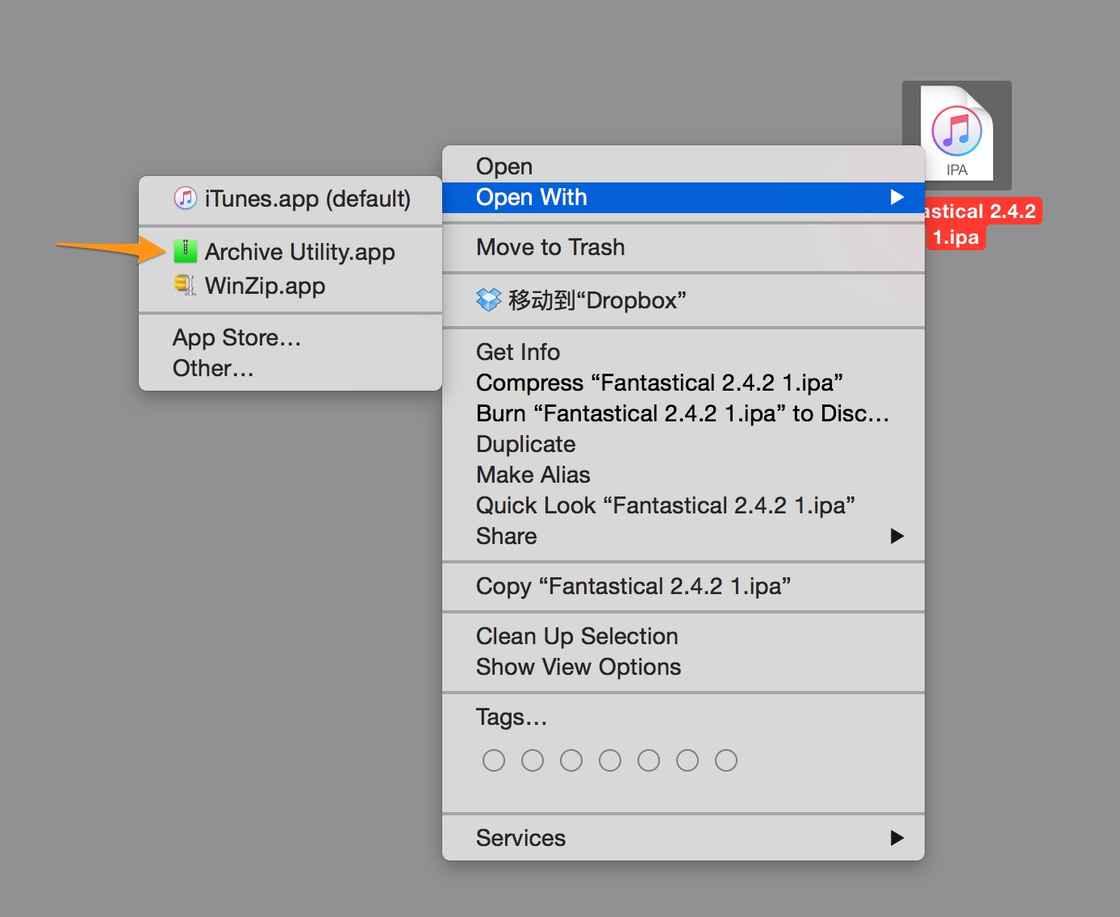 IPA
astical 2.4.2
1.ipa
Open
Open With
Move to Trash
移动到“Dropbox”
Get Info
Compress “Fantastical 2.4.2 1.ipa”
Burn “Fantastical 2.4.2 1.ipa” to Disc…
Duplicate
Make Alias
Quick Look “Fantastical 2.4.2 1.ipa”
Share
Copy “Fantastical 2.4.2 1.ipa”
Clean Up Selection
Show View Options
Tags…
Services
iTunes.app (default)
Archive Utility.app
WinZip.app
App Store…
Other…